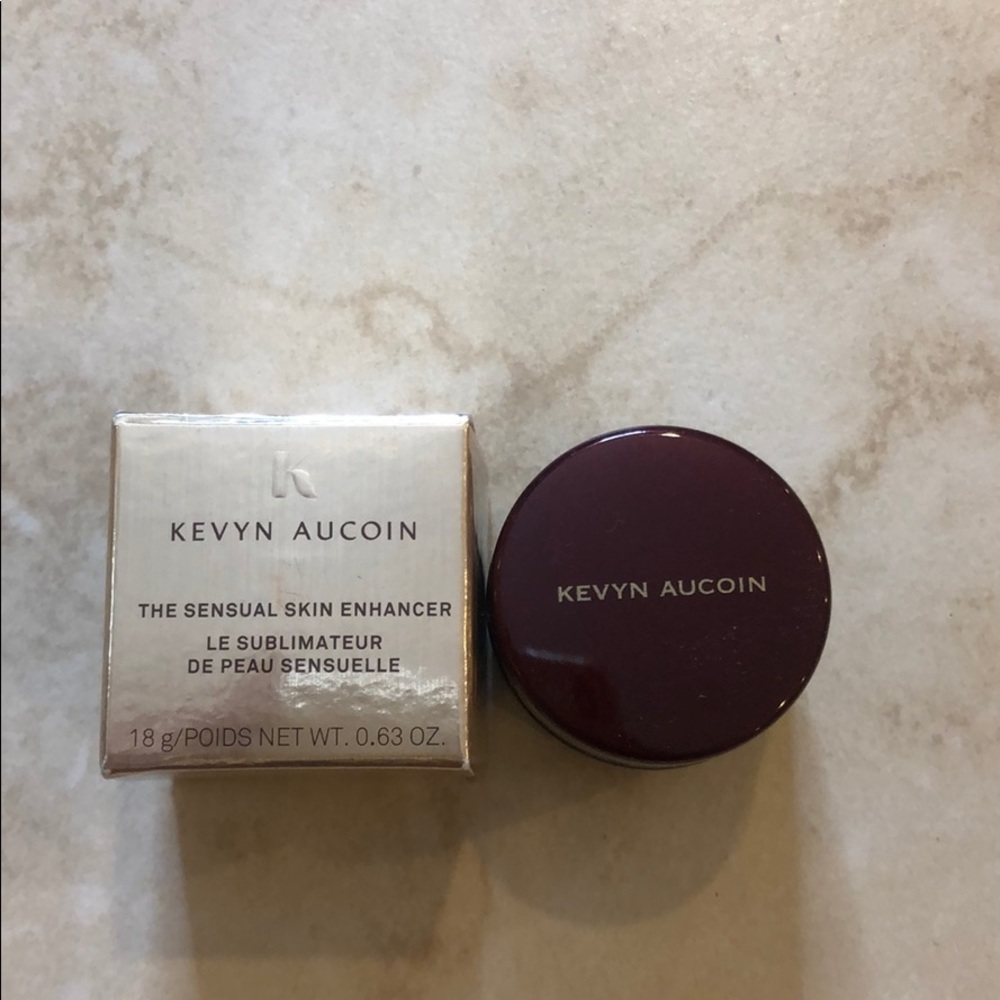 k
KEVYN AUCOIN
THE SENSUAL SKIN ENHANCER
LE SUBLIMATEUR
DE PEAU SENSUELLE
18 g/POIDS NET WT. 0.63 OZ.
KEVYN AUCOIN